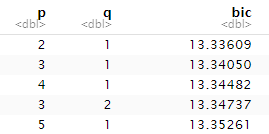 p q bic
<dbl> <dbl> <dbl>
2 1 13.33609
3 1 13.34050
4 1 13.34482
3 2 13.34737
5 1 13.35261